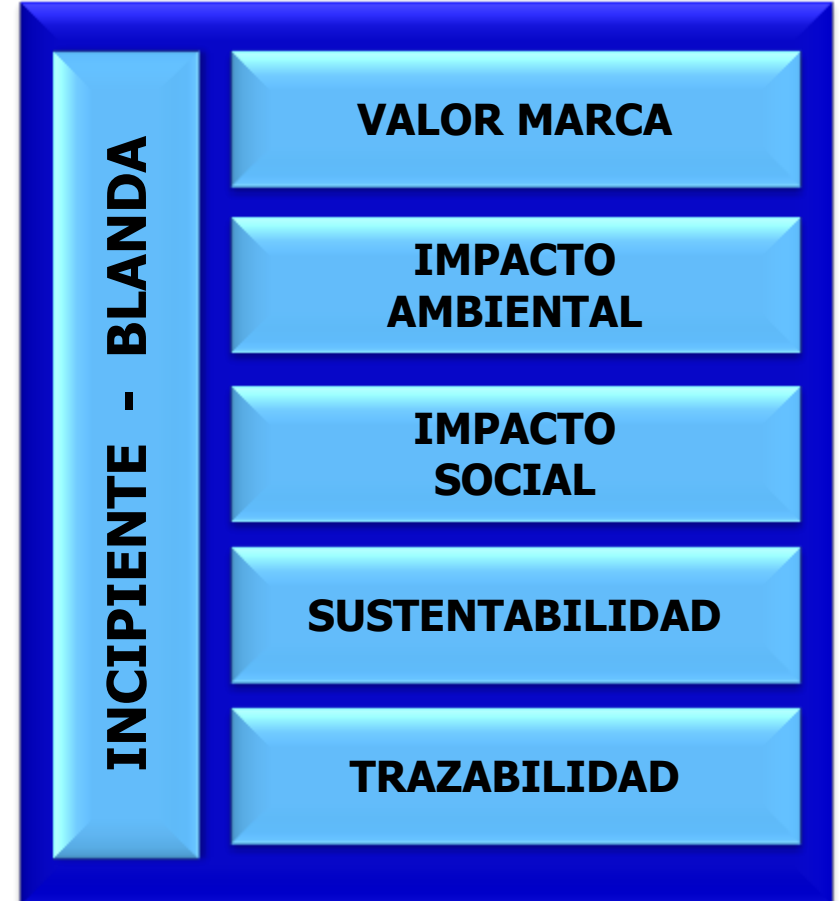 INCIPIENTE - BLANDA
VALOR MARCA
IMPACTO
AMBIENTAL
IMPACTO
SOCIAL
SUSTENTABILIDAD
TRAZABILIDAD